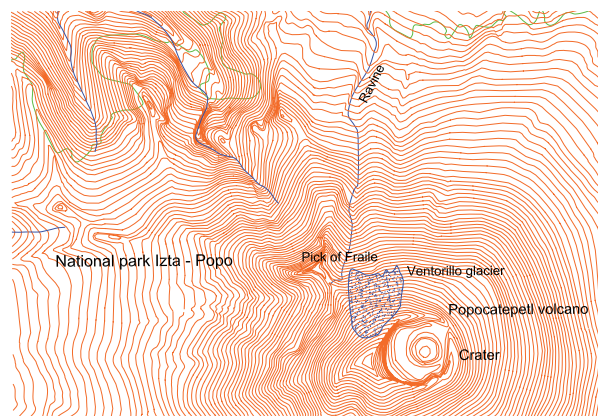 Ravine
Pick of Fraile
National park Izta - Popo
Ventorillo glacier
Popocatepetl volcano
Crater